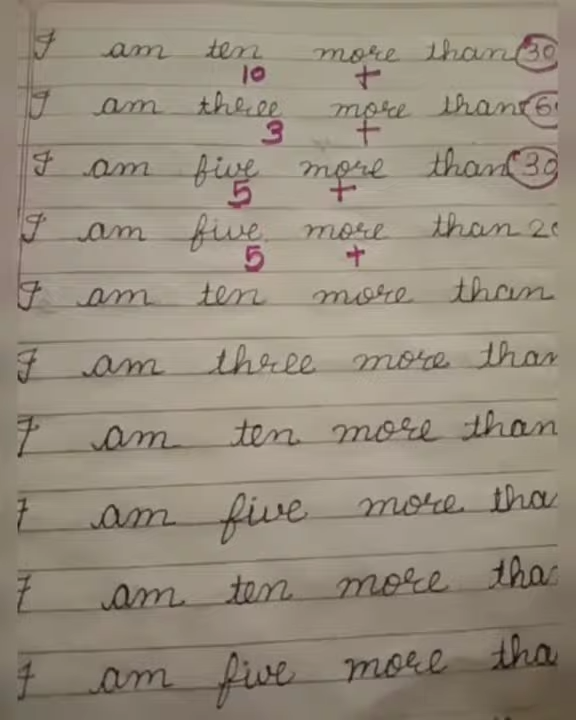 I am ten more than 30
10 +
I am three more than 6
3 +
I am five more than 30
5 +
I am five more than 2
5 +
I am ten more than
I am three more than
I am ten more than
I am five more tha
I am ten more tha
I am five more tha